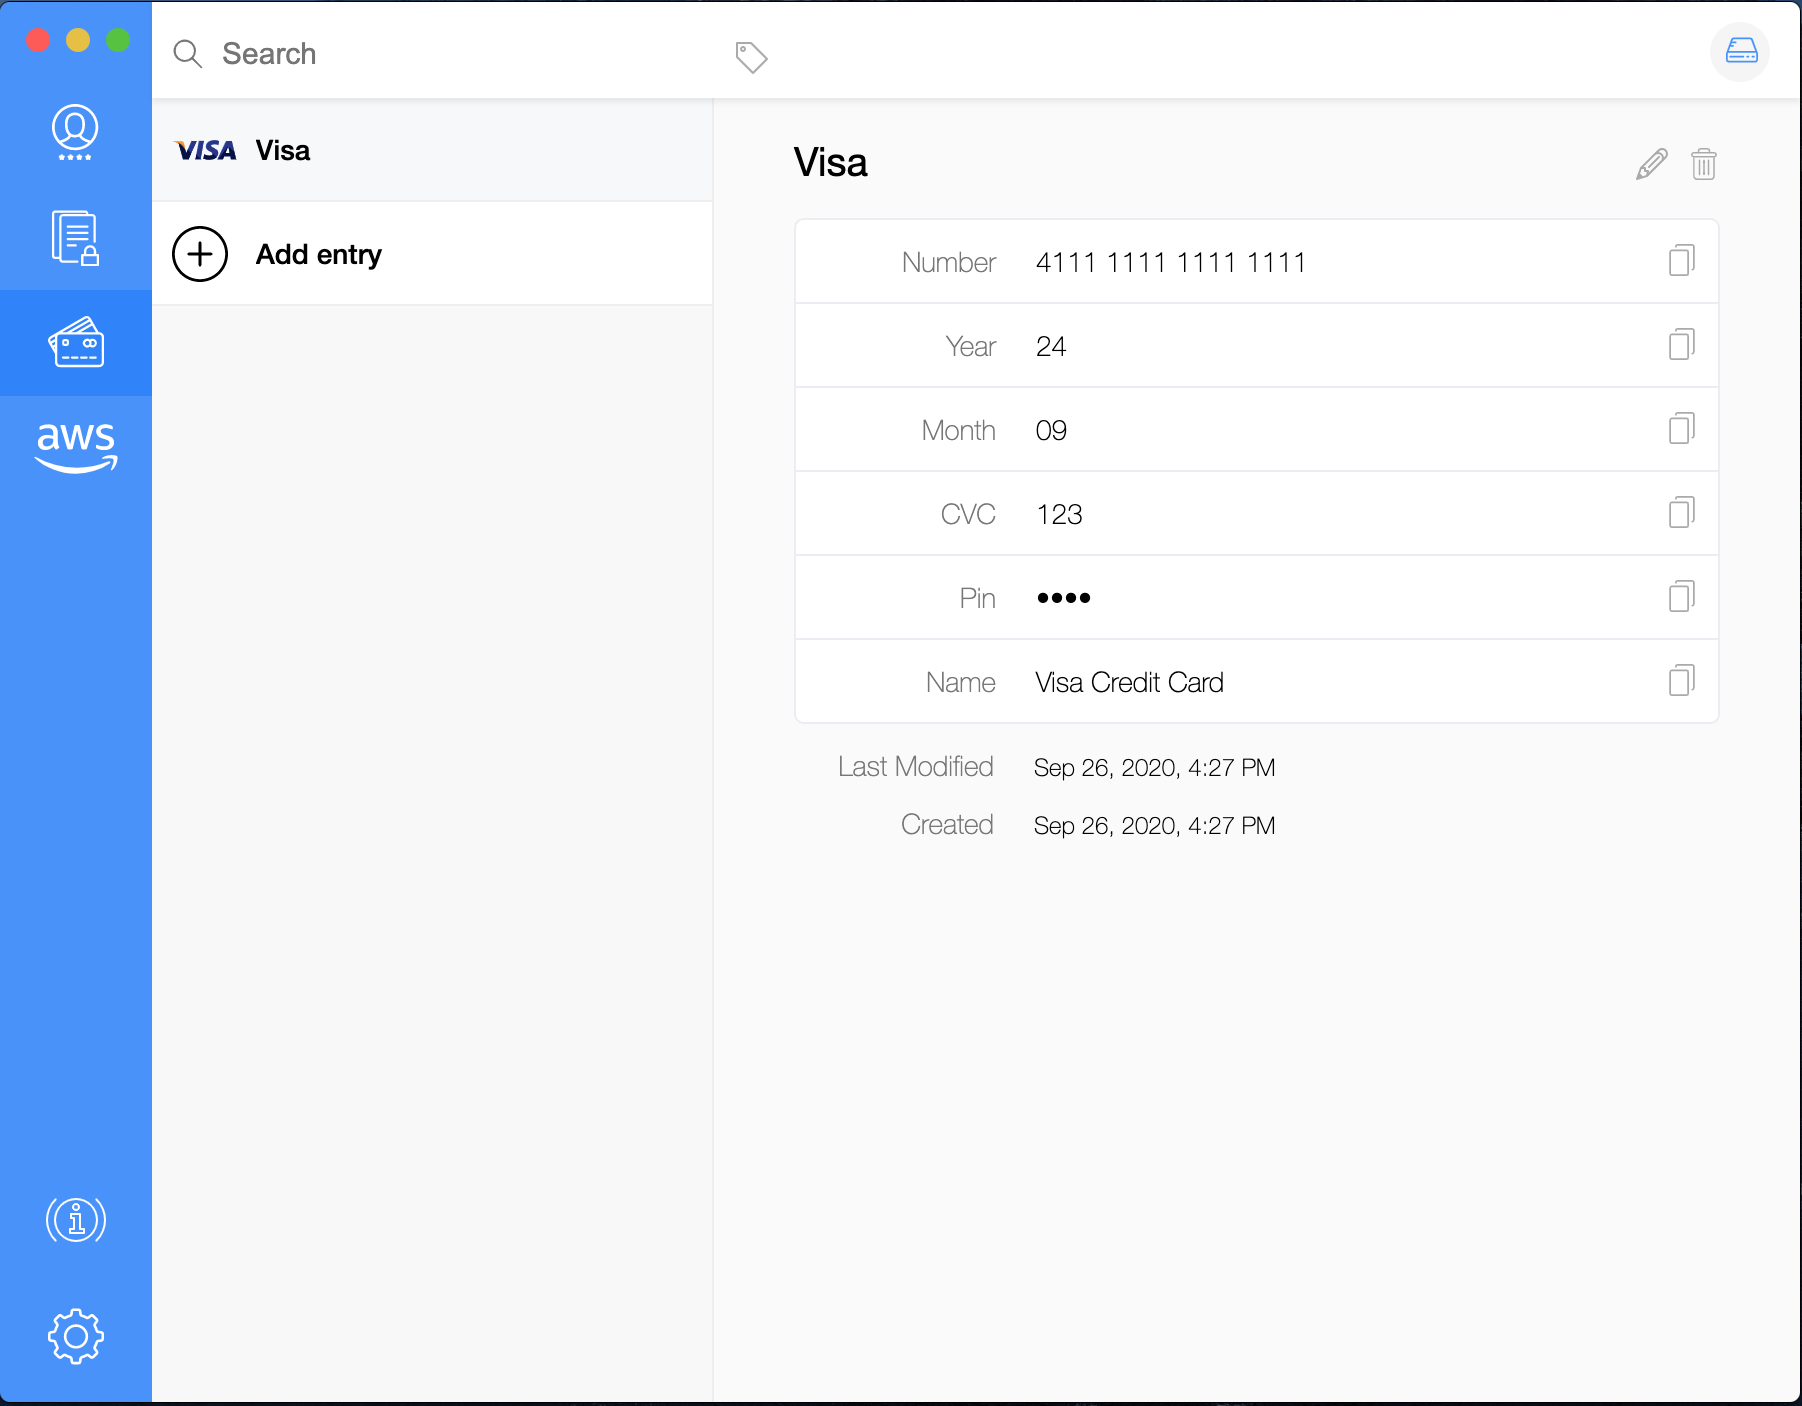 Search
VISA Visa
Add entry
aws
Visa
Number 4111 1111 1111 1111
Year 24
Month 09
CVC 123
Pin ••••
Name Visa Credit Card
Last Modified Sep 26, 2020, 4:27 PM
Created Sep 26, 2020, 4:27 PM